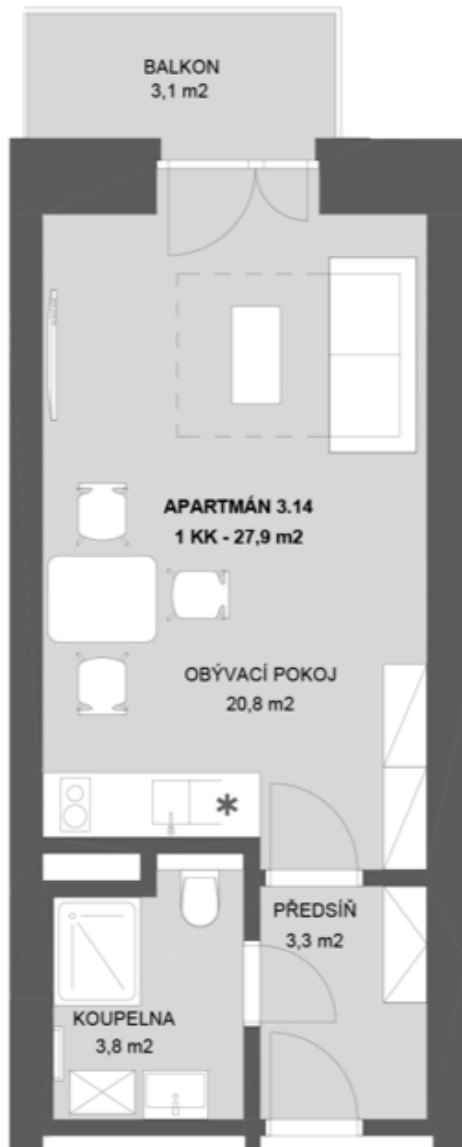 BALKON
3,1 m2
APARTMÁN 3.14
1 KK - 27,9 m2
OBÝVACÍ POKOJ
20,8 m2
*
PŘEDSÍŇ
3,3 m2
KOUPELNA
3,8 m2